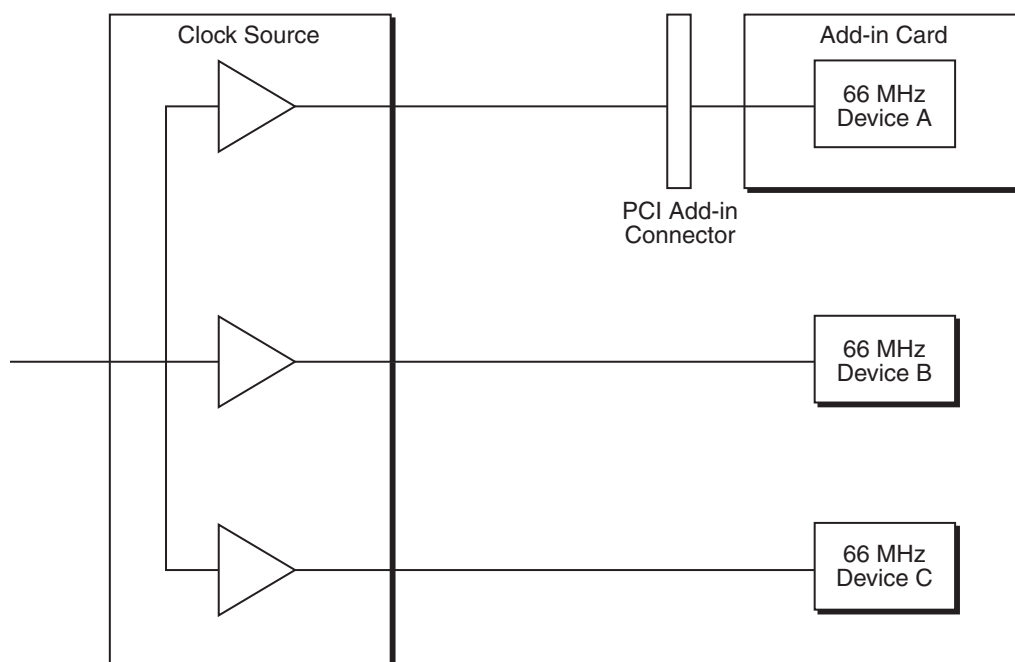 Clock Source
Add-in Card
66 MHz
Device A
PCI Add-in
Connector
66 MHz
Device B
66 MHz
Device C